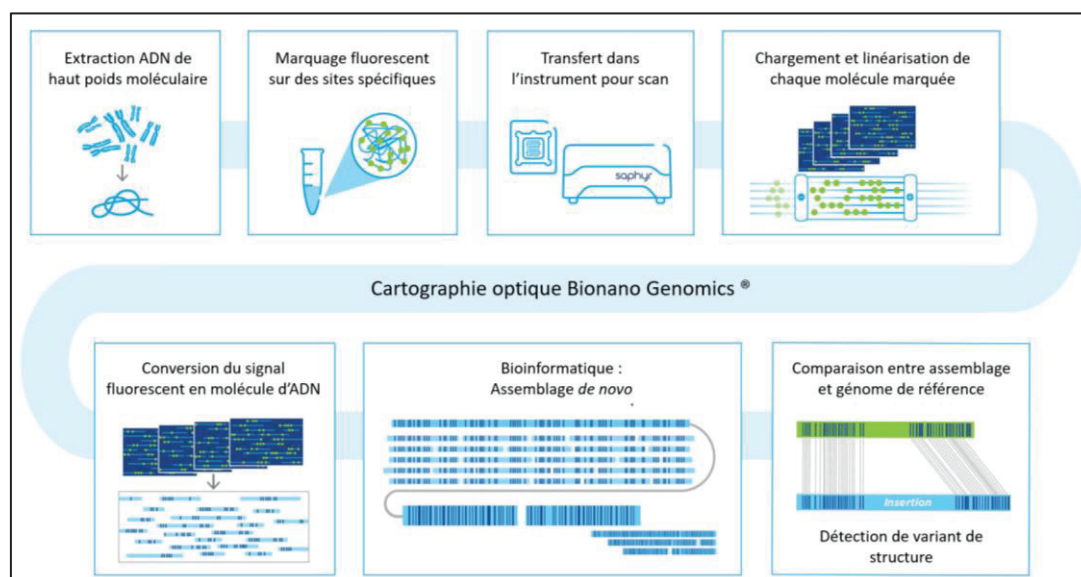 Extraction ADN de
haut poids moléculaire
Marquage fluorescent
sur des sites spécifiques
Transfert dans
l'instrument pour scan
saphyr
Chargement et linéarisation de
chaque molécule marquée
Cartographie optique Bionano Genomics ®
Conversion du signal
fluorescent en molécule d'ADN
Bioinformatique :
Assemblage de novo
Comparaison entre assemblage
et génome de référence
Insertion
Détection de variant de
structure